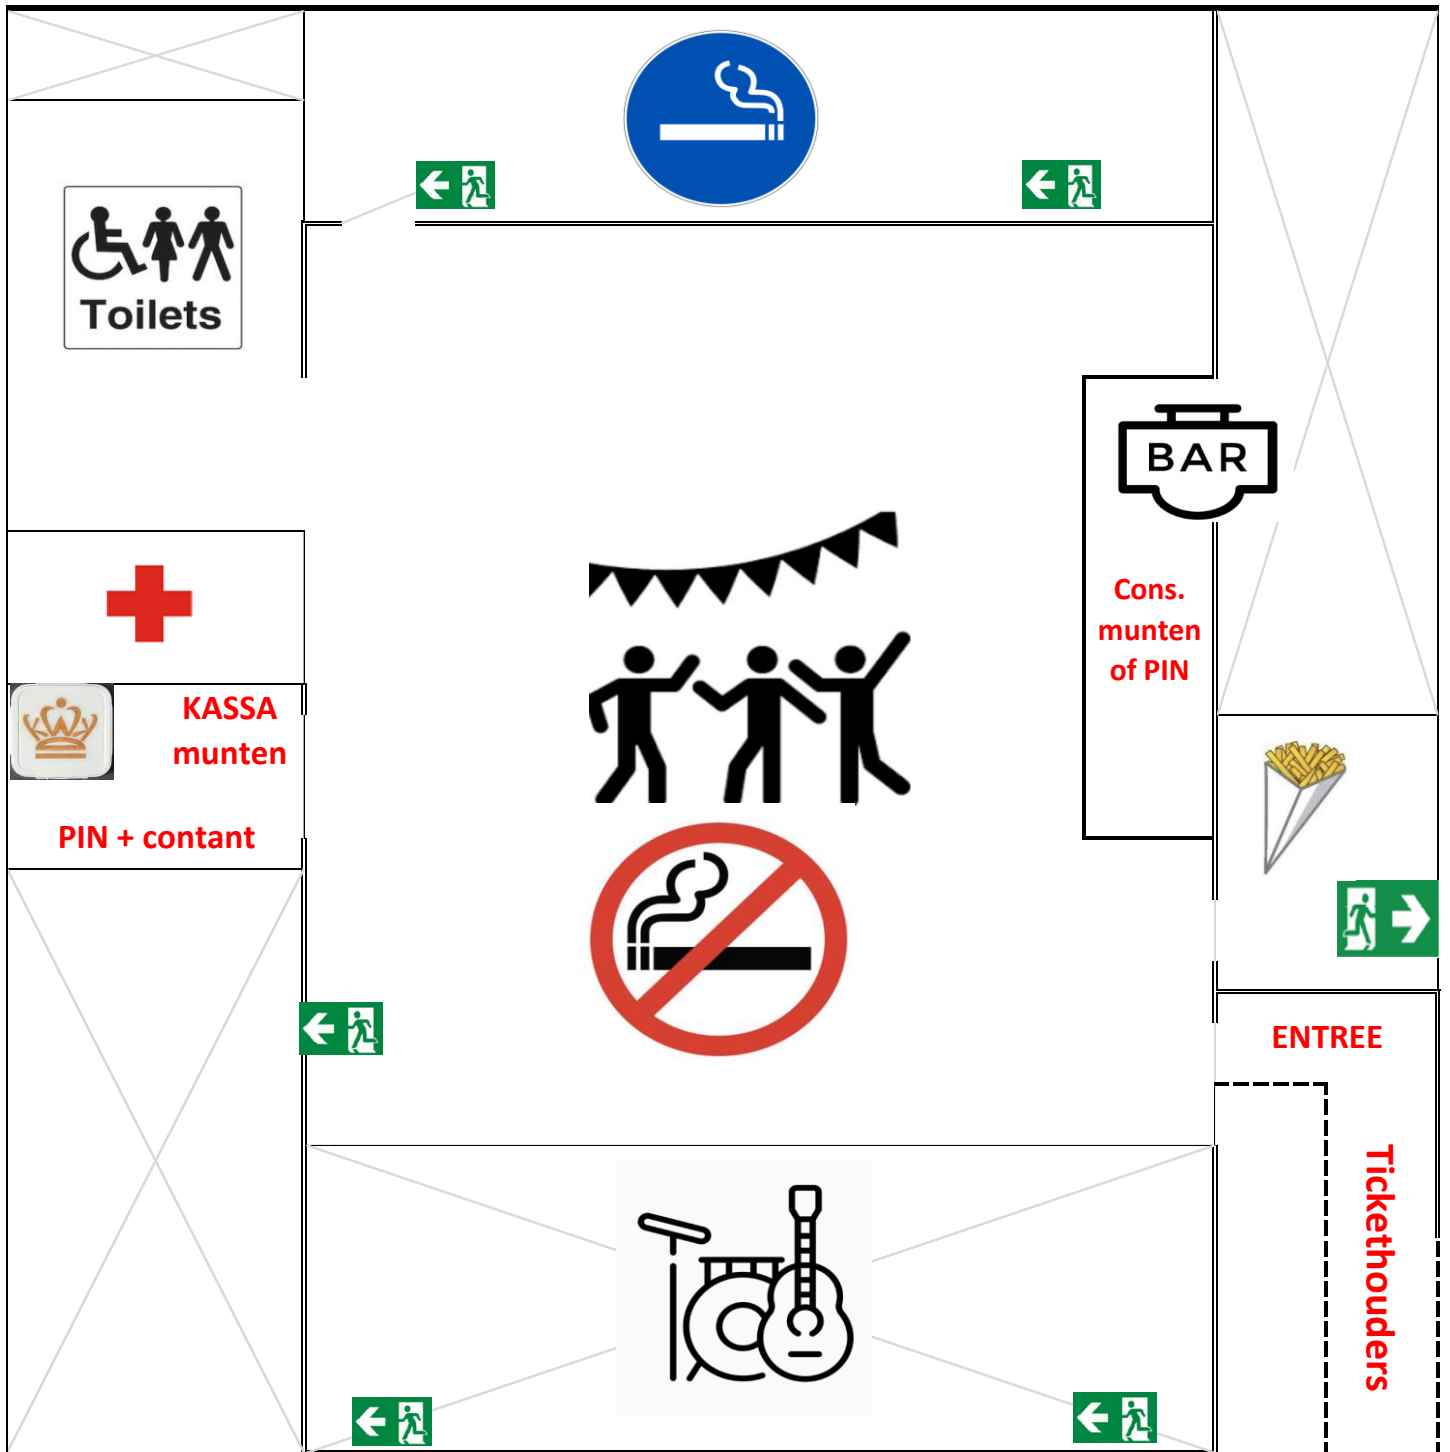 Toilets
BAR
Cons.
munten
of PIN
KASSA
munten
PIN + contant
ENTREE
Tickethouders